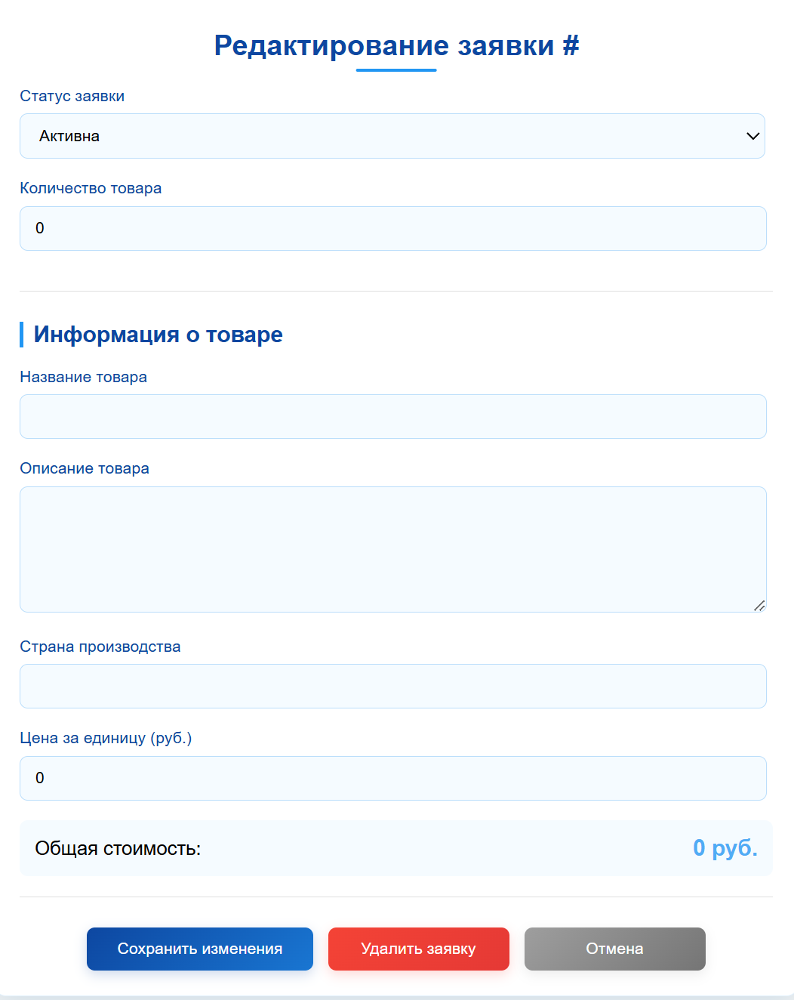 Редактирование заявки #
Статус заявки
Активна
Количество товара
0
Информация о товаре
Название товара
Описание товара
Страна производства
Цена за единицу (руб.)
0
Общая стоимость: 0 руб.
Сохранить изменения Удалить заявку Отмена